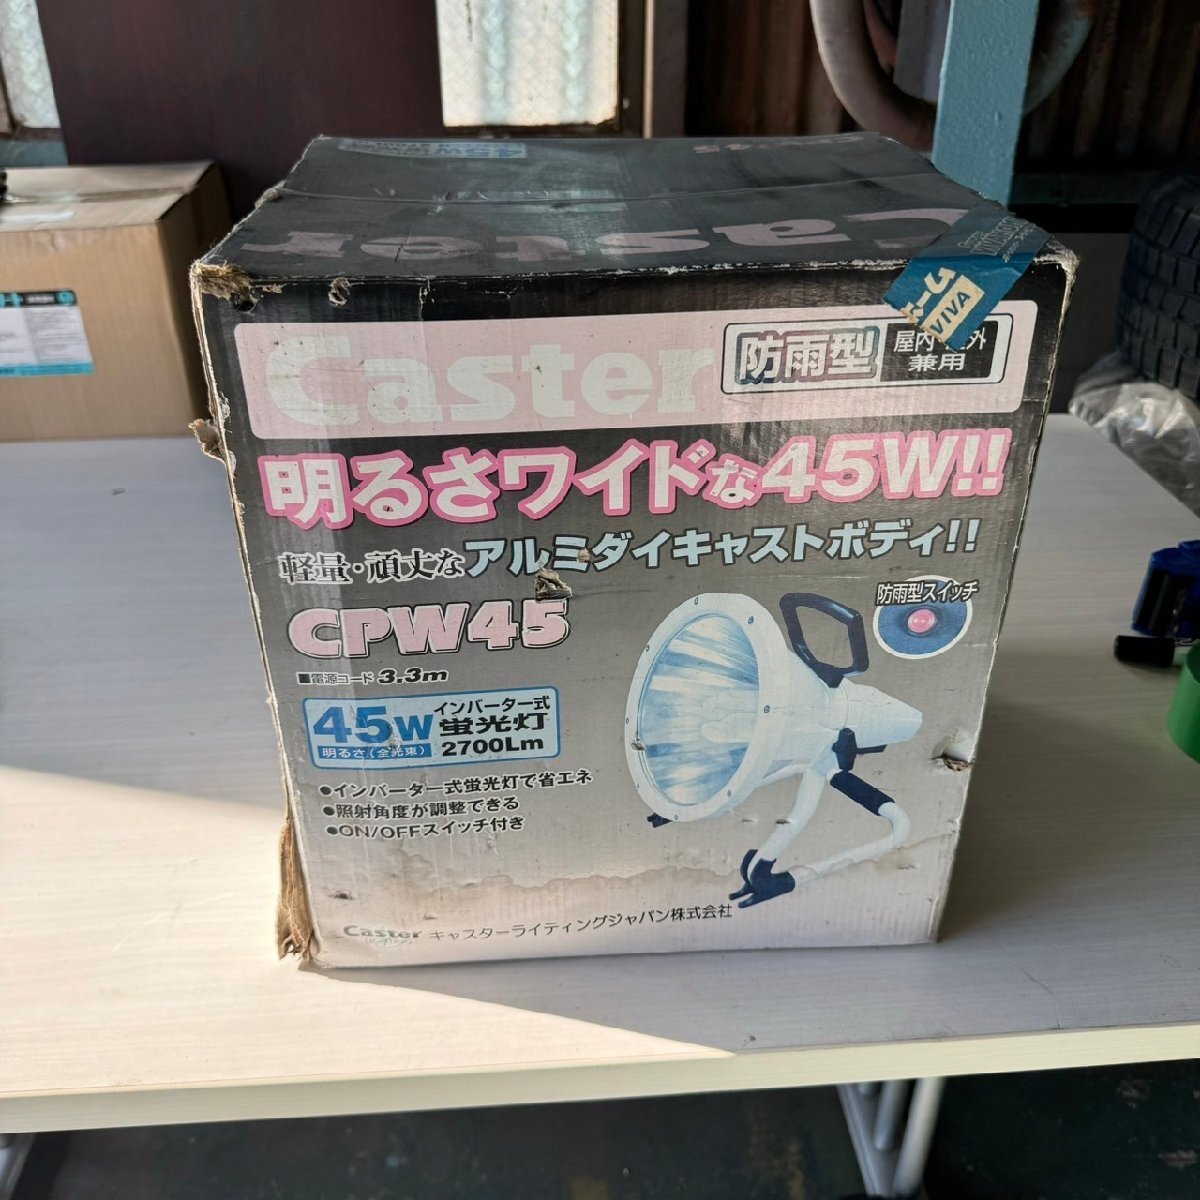 Caster
Caster
防雨型
兼用
ホーム
VIVA
明るさワイドな45W!!
軽量・頑丈なアルミダイキャストボディ!!
CPW45
防雨型スイッチ
■電源コード 3.3m
45W
明るさ(全光束)
インバーター式
蛍光灯
2700Lm
●インバーター式蛍光灯で省エネ
●照射角度が調整できる
●ON/OFFスイッチ付き
Caster
LIGHTING
キャスターライティングジャパン株式会社